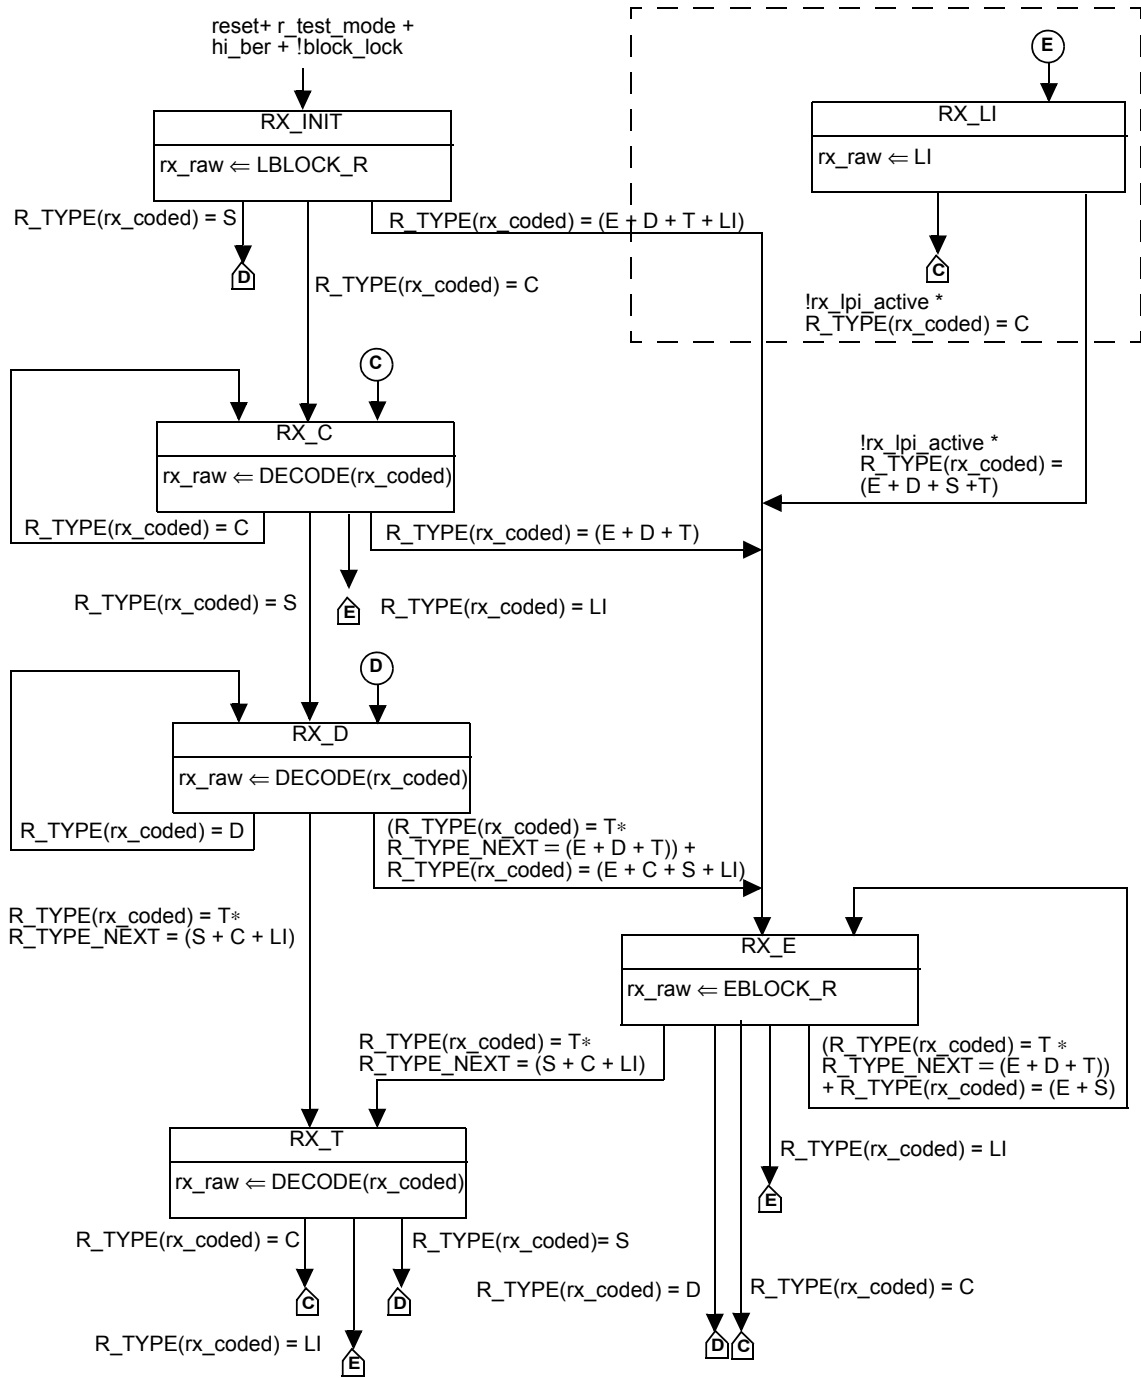 reset+ r_test_mode +
hi_ber + !block_lock
E
RX_INIT
rx_raw ⇐ LBLOCK_R
RX_LI
rx_raw ⇐ LI
R_TYPE(rx_coded) = S
D
R_TYPE(rx_coded) = (E + D + T + LI)
C
R_TYPE(rx_coded) = C
!rx_lpi_active *
R_TYPE(rx_coded) = C
C
RX_C
rx_raw ⇐ DECODE(rx_coded)
!rx_lpi_active *
R_TYPE(rx_coded) =
(E + D + S +T)
R_TYPE(rx_coded) = C
R_TYPE(rx_coded) = (E + D + T)
R_TYPE(rx_coded) = S
E
R_TYPE(rx_coded) = LI
D
RX_D
rx_raw ⇐ DECODE(rx_coded)
R_TYPE(rx_coded) = D
(R_TYPE(rx_coded) = T*
R_TYPE_NEXT = (E + D + T)) +
R_TYPE(rx_coded) = (E + C + S + LI)
R_TYPE(rx_coded) = T*
R_TYPE_NEXT = (S + C + LI)
RX_E
rx_raw ⇐ EBLOCK_R
R_TYPE(rx_coded) = T*
R_TYPE_NEXT = (S + C + LI)
(R_TYPE(rx_coded) = T *
R_TYPE_NEXT = (E + D + T))
+ R_TYPE(rx_coded) = (E + S)
RX_T
rx_raw ⇐ DECODE(rx_coded)
R_TYPE(rx_coded) = LI
E
R_TYPE(rx_coded) = C
R_TYPE(rx_coded)= S
C
D
R_TYPE(rx_coded) = D
R_TYPE(rx_coded) = C
R_TYPE(rx_coded) = LI
E
D
C